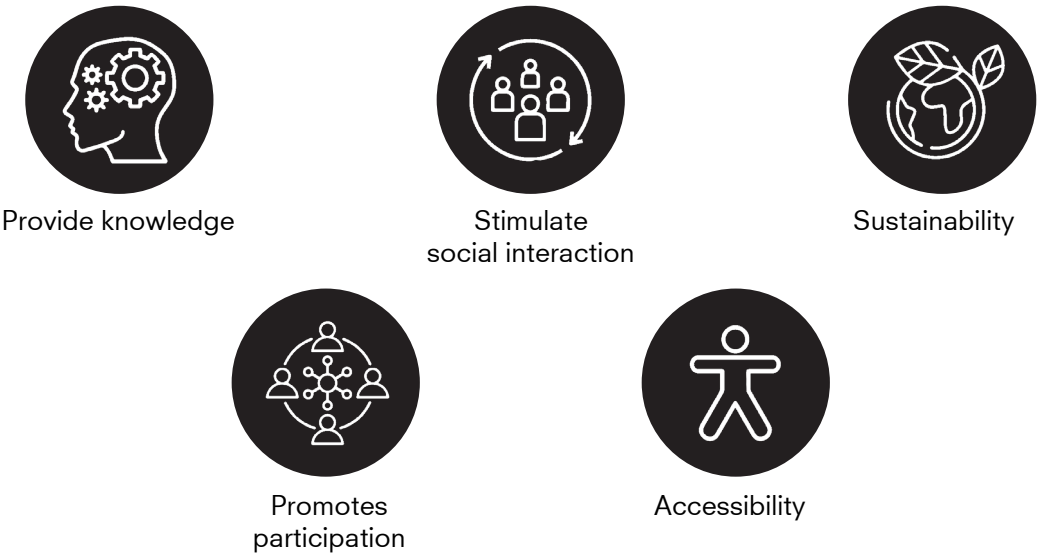 Provide knowledge
Stimulate
social interaction
Sustainability
Promotes
participation
Accessibility